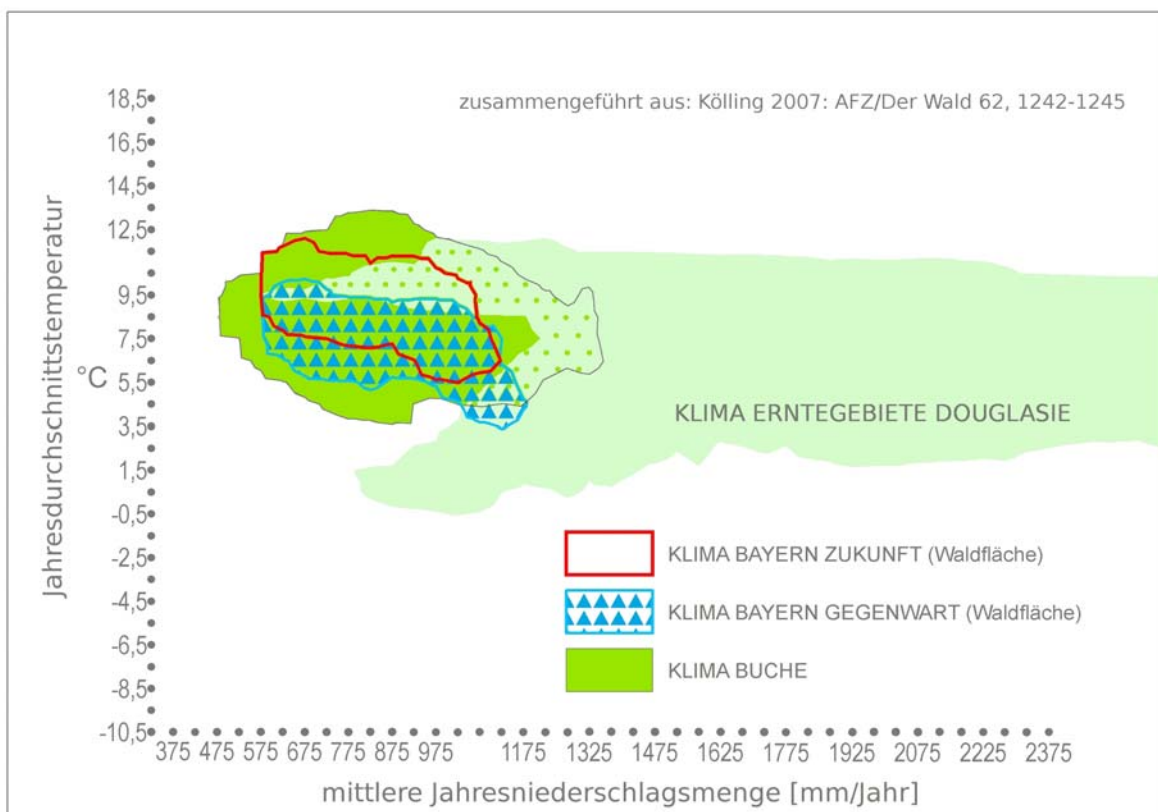 zusammengeführt aus: Kölling 2007: AFZ/Der Wald 62, 1242-1245
18,5
16,5
14,5
12,5
9,5
7,5
5,5
3,5
1,5
-0,5
-2,5
-4,5
-6,5
-8,5
-10,5
Jahresdurchschnittstemperatur
°C
KLIMA ERNTEGEBIETE DOUGLASIE
KLIMA BAYERN ZUKUNFT (Waldfläche)
KLIMA BAYERN GEGENWART (Waldfläche)
KLIMA BUCHE
375 475 575 675 775 875 975 1175 1325 1475 1625 1775 1925 2075 2225 2375
mittlere Jahresniederschlagsmenge [mm/Jahr]